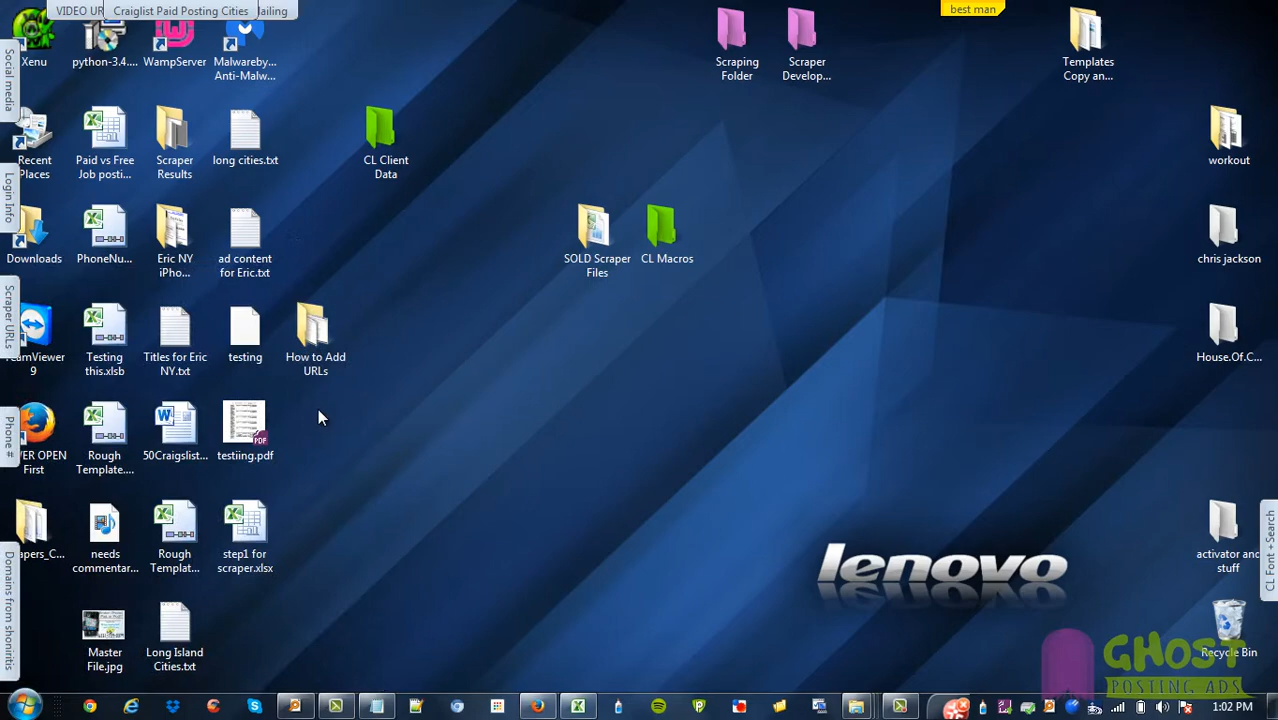 VIDEO UR
Craiglist Paid Posting Cities
ailing
best man
Social media
Login Info
Scraper URLs
Phone #
Domains from shoniritis
CL Font + Search
Xenu
python-3.4....
WampServer
Malwareby...
Anti-Malw...
Scraping
Folder
Scraper
Develop...
Templates
Copy an...
Recent
Places
Paid vs Free
Job posti...
Scraper
Results
long cities.txt
CL Client
Data
workout
Downloads
PhoneNu...
Eric NY
iPho...
ad content
for Eric.txt
SOLD Scraper
Files
CL Macros
chris jackson
eamViewer
9
Testing
this.xlsb
Titles for Eric
NY.txt
testing
How to Add
URLs
House.Of.C...
VER OPEN
First
Rough
Template....
50Craigslist...
testiing.pdf
PDF
apers_C...
needs
commentar...
Rough
Templat...
step1 for
scraper.xlsx
activator and
stuff
lenovo
Master
File.jpg
Long Island
Cities.txt
Recycle Bin
GHOST
POSTING ADS
1:02 PM